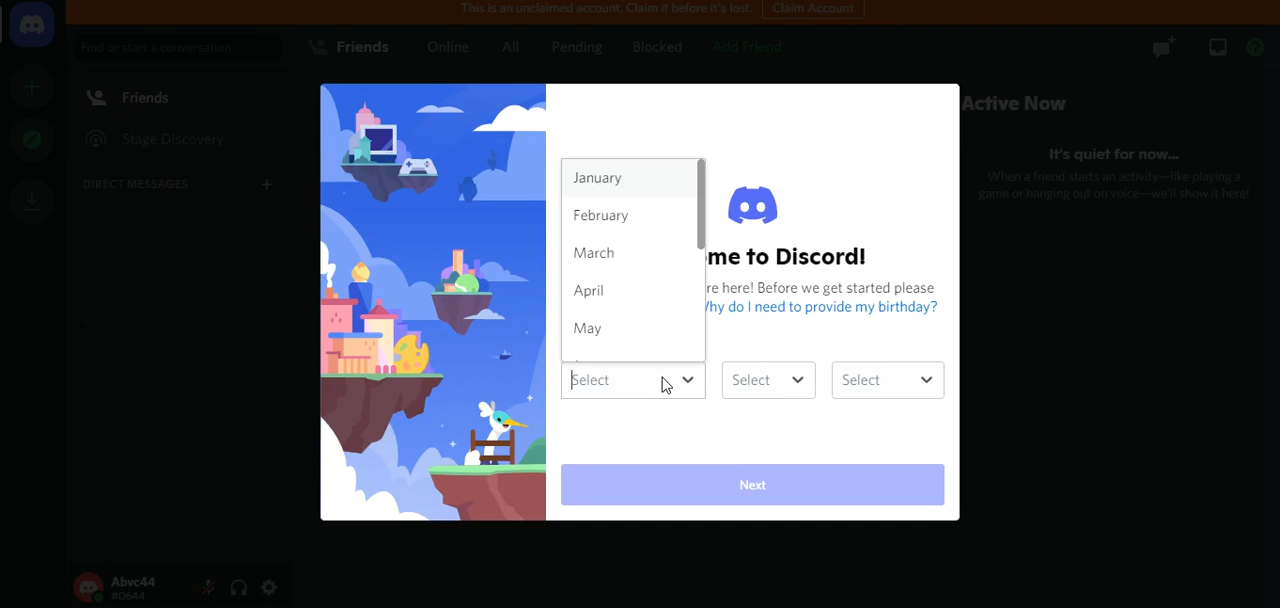 This is an unclaimed account. Claim it before it's lost.
Claim Account
Find or start a conversation
Friends
Online
All
Pending
Blocked
Add Friend
Friends
Stage Discovery
DIRECT MESSAGES
Active Now
It's quiet for now...
When a friend starts an activity—like playing a
game or hanging out on voice—we'll show it here!
January
February
March
April
May
me to Discord!
re here! Before we get started please
hy do I need to provide my birthday?
Select
Select
Select
Next
Abvc44
#0644